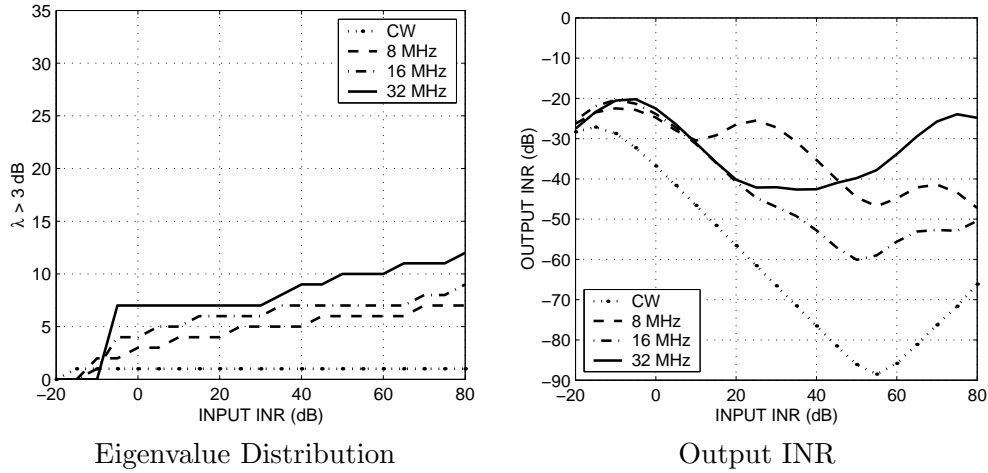 35
30
25
20
15
10
5
0
λ > 3 dB
−20
0
20
40
60
80
INPUT INR (dB)
CW
8 MHz
16 MHz
32 MHz
Eigenvalue Distribution
0
−10
−20
−30
−40
−50
−60
−70
−80
−90
OUTPUT INR (dB)
−20
0
20
40
60
80
INPUT INR (dB)
CW
8 MHz
16 MHz
32 MHz
Output INR